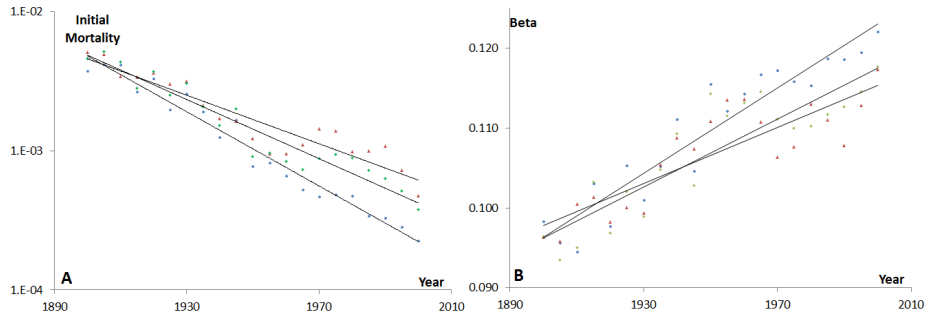 1.E-02
Initial
Mortality
1.E-03
1.E-04
A
Year
1890
1930
1970
2010
Beta
0.120
0.110
0.100
0.090
B
Year
1890
1930
1970
2010